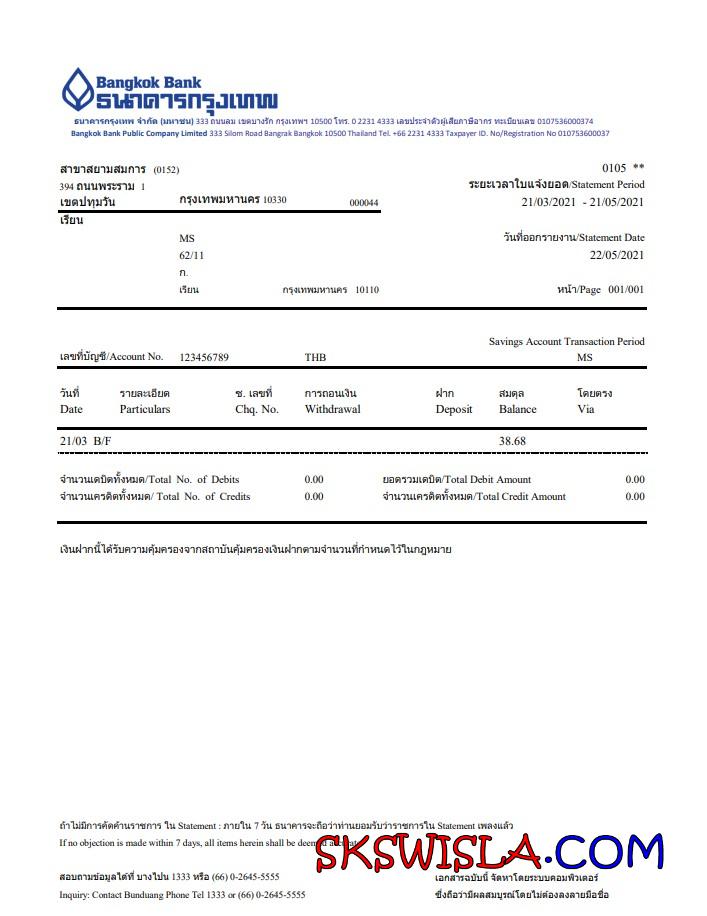 Bangkok Bank
ธนาคารกรุงเทพ
ธนาคารกรุงเทพ จำกัด (มหาชน) 333 ถนนลม เขตบางรัก กรุงเทพฯ 10500 โทร. 0 2231 4333 เลขประจำตัวผู้เสียภาษีอากร ทะเบียนเลข 0107536000374
Bangkok Bank Public Company Limited 333 Silom Road Bangrak Bangkok 10500 Thailand Tel. +66 2231 4333 Taxpayer ID. No/Registration No 010753600037
สาขาสยามสมการ (0152) 0105 **
394 ถนนพระราม 1 ระยะเวลาใบแจ้งยอด/Statement Period
เขตปทุมวัน กรุงเทพมหานคร 10330 000044 21/03/2021 - 21/05/2021
เรียน
MS วันที่ออกรายงาน/Statement Date
62/11 22/05/2021
ก.
เรียน กรุงเทพมหานคร 10110 หน้า/Page 001/001
Savings Account Transaction Period
เลขที่บัญชี/Account No. 123456789 THB MS
วันที่ รายละเอียด ช. เลขที่ การถอนเงิน ฝาก สมดุล โดยตรง
Date Particulars Chq. No. Withdrawal Deposit Balance Via
21/03 B/F 38.68
จำนวนเดบิตทั้งหมด/Total No. of Debits 0.00 ยอดรวมเดบิต/Total Debit Amount 0.00
จำนวนเครดิตทั้งหมด/ Total No. of Credits 0.00 จำนวนเครดิตทั้งหมด/Total Credit Amount 0.00
เงินฝากนี้ได้รับความคุ้มครองจากสถาบันคุ้มครองเงินฝากตามจำนวนที่กำหนดไว้ในกฎหมาย
ถ้าไม่มีการคัดค้านราชการ ใน Statement : ภายใน 7 วัน ธนาคารจะถือว่าท่านยอมรับว่าราชการใน Statement เพลงแล้ว
If no objection is made within 7 days, all items herein shall be deemed
SKSWISLA.COM
สอบถามข้อมูลได้ที่ บางไปน 1333 หรือ (66) 0-2645-5555 เอกสารฉบับนี้ จัดทาโดยระบบคอมพิวเตอร์
Inquiry: Contact Bunduang Phone Tel 1333 or (66) 0-2645-5555 ซึ่งถือว่ามีผลสมบูรณ์โดยไม่ต้องลงลายมือชื่อ